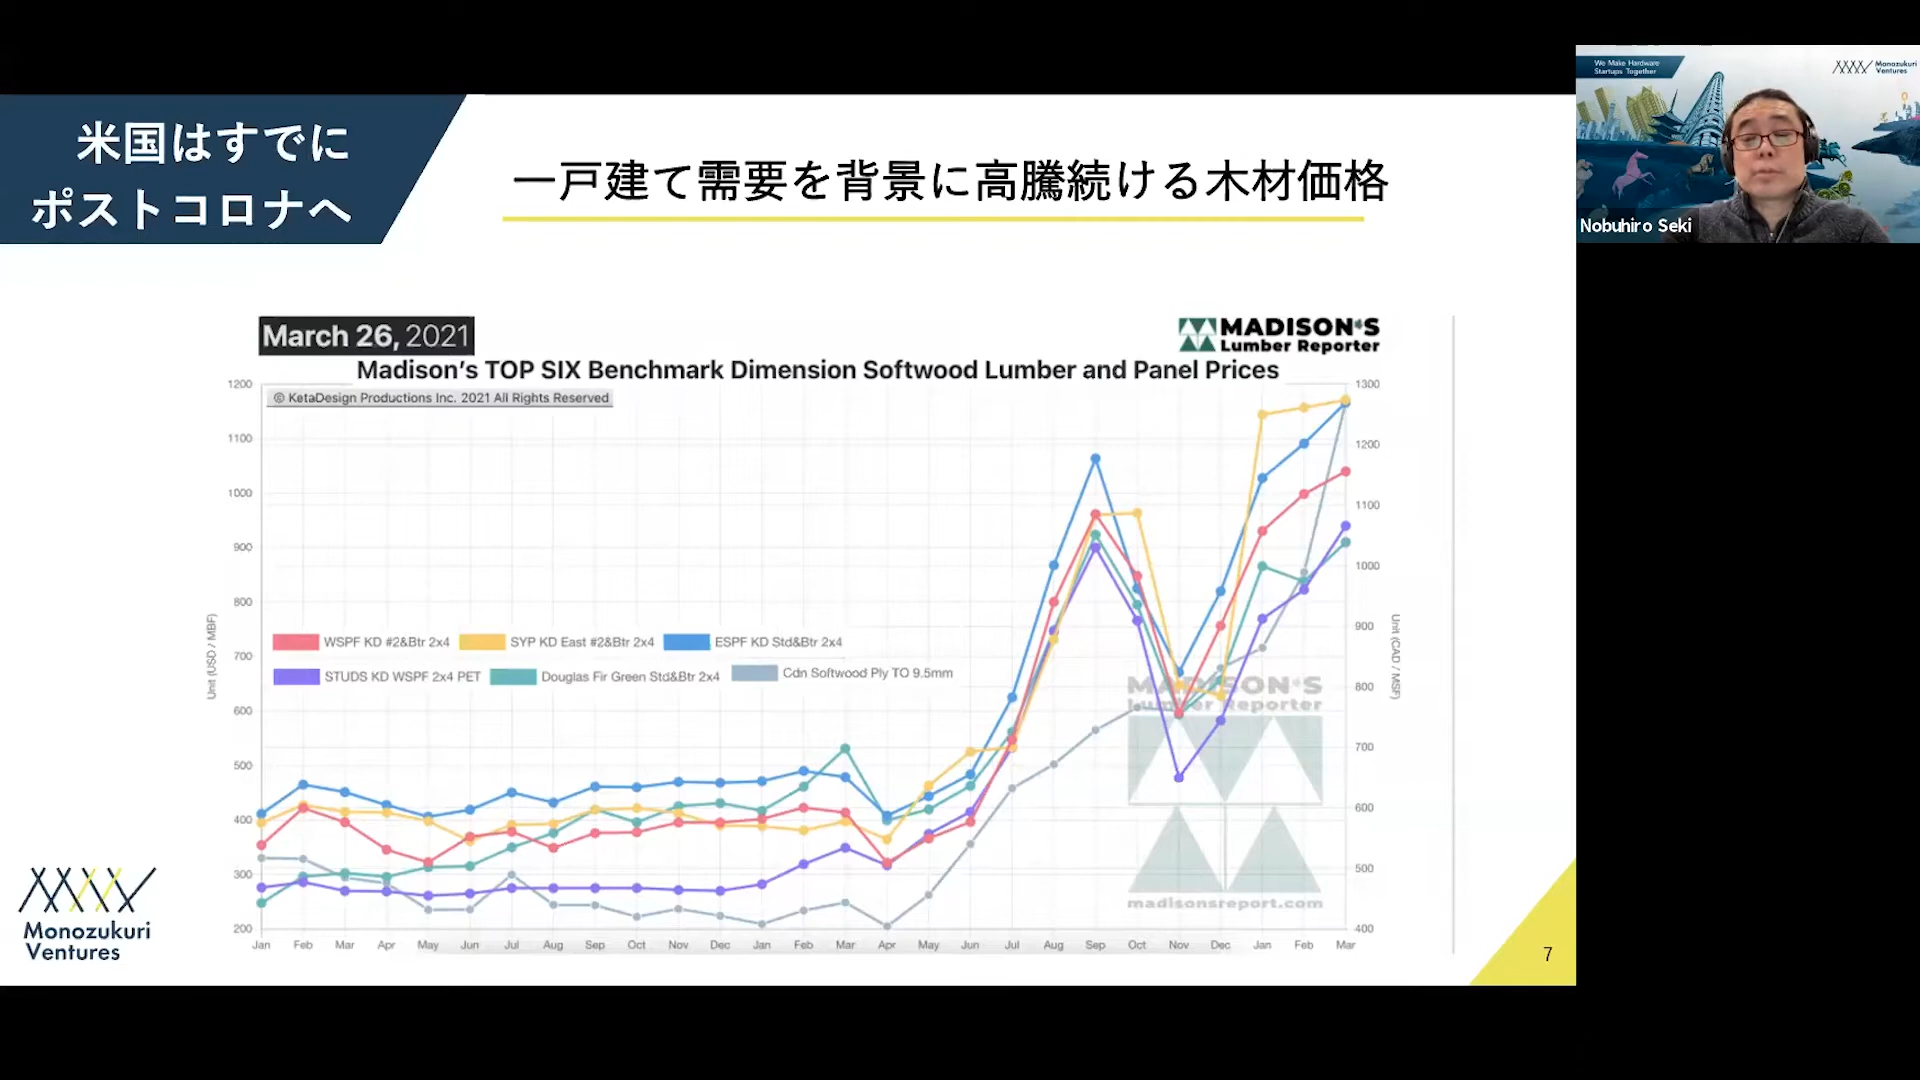 米国はすでに
ポストコロナへ
一戸建て需要を背景に高騰続ける木材価格
We Make Hardware
Startups Together
Monozukuri
Ventures
Nobuhiro Seki
March 26, 2021
MADISON'S
Lumber Reporter
Madison's TOP SIX Benchmark Dimension Softwood Lumber and Panel Prices
© KetaDesign Productions Inc. 2021 All Rights Reserved
1200
1100
1000
900
800
700
600
500
400
300
200
Unit (USD / MBF)
1300
1200
1100
1000
900
800
700
600
500
400
Unit (CAD / MSF)
WSPF KD #2&Btr 2x4
SYP KD East #2&Btr 2x4
ESPF KD Std&Btr 2x4
STUDS KD WSPF 2x4 PET
Douglas Fir Green Std&Btr 2x4
Cdn Softwood Ply TO 9.5mm
MADISON'S
Lumber Reporter
madisonsreport.com
Jan Feb Mar Apr May Jun Jul Aug Sep Oct Nov Dec Jan Feb Mar Apr May Jun Jul Aug Sep Oct Nov Dec Jan Feb Mar
Monozukuri
Ventures
7